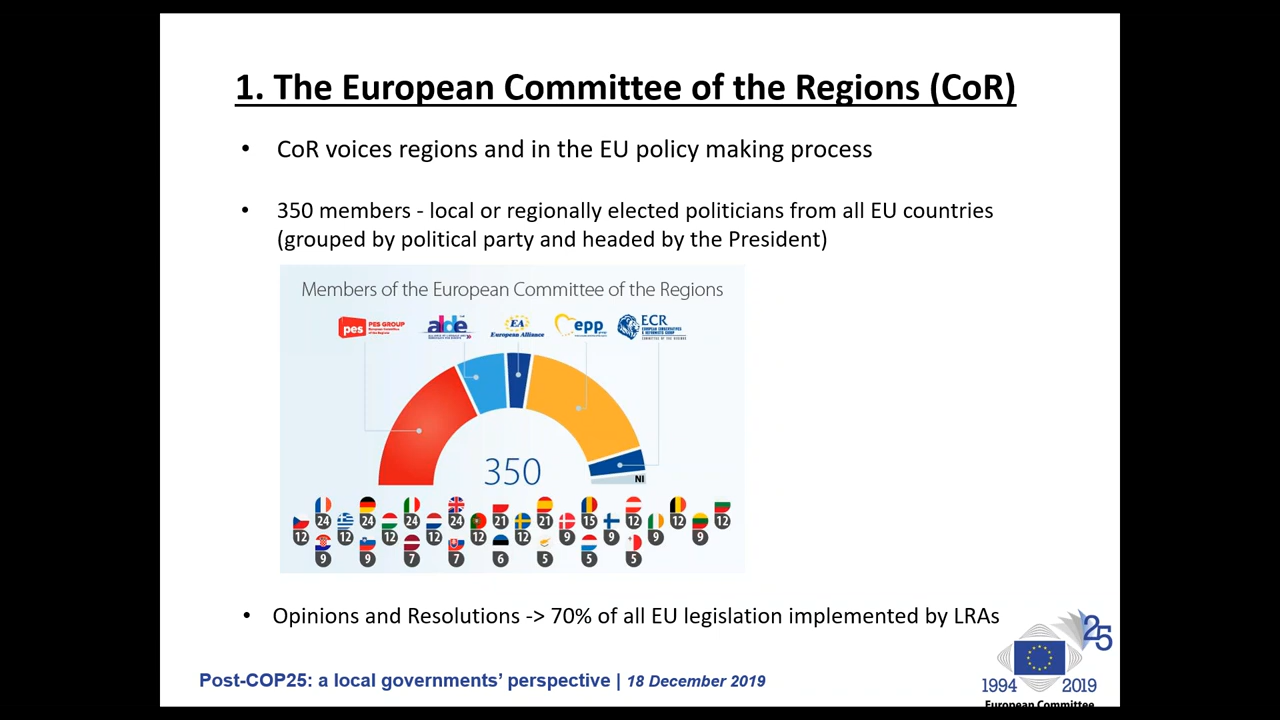 1. The European Committee of the Regions (CoR)
• CoR voices regions and in the EU policy making process
• 350 members - local or regionally elected politicians from all EU countries
(grouped by political party and headed by the President)
Members of the European Committee of the Regions
pes PES GROUP alde EA European Alliance epp ECR
350
NI
24 24 24 24 21 21 15 12 12 12
12 12 12 12 12 12 9 9 9 9
9 9 7 7 6 5 5 5
• Opinions and Resolutions -> 70% of all EU legislation implemented by LRAs
25
Post-COP25: a local governments’ perspective | 18 December 2019
1994 2019
European Committee